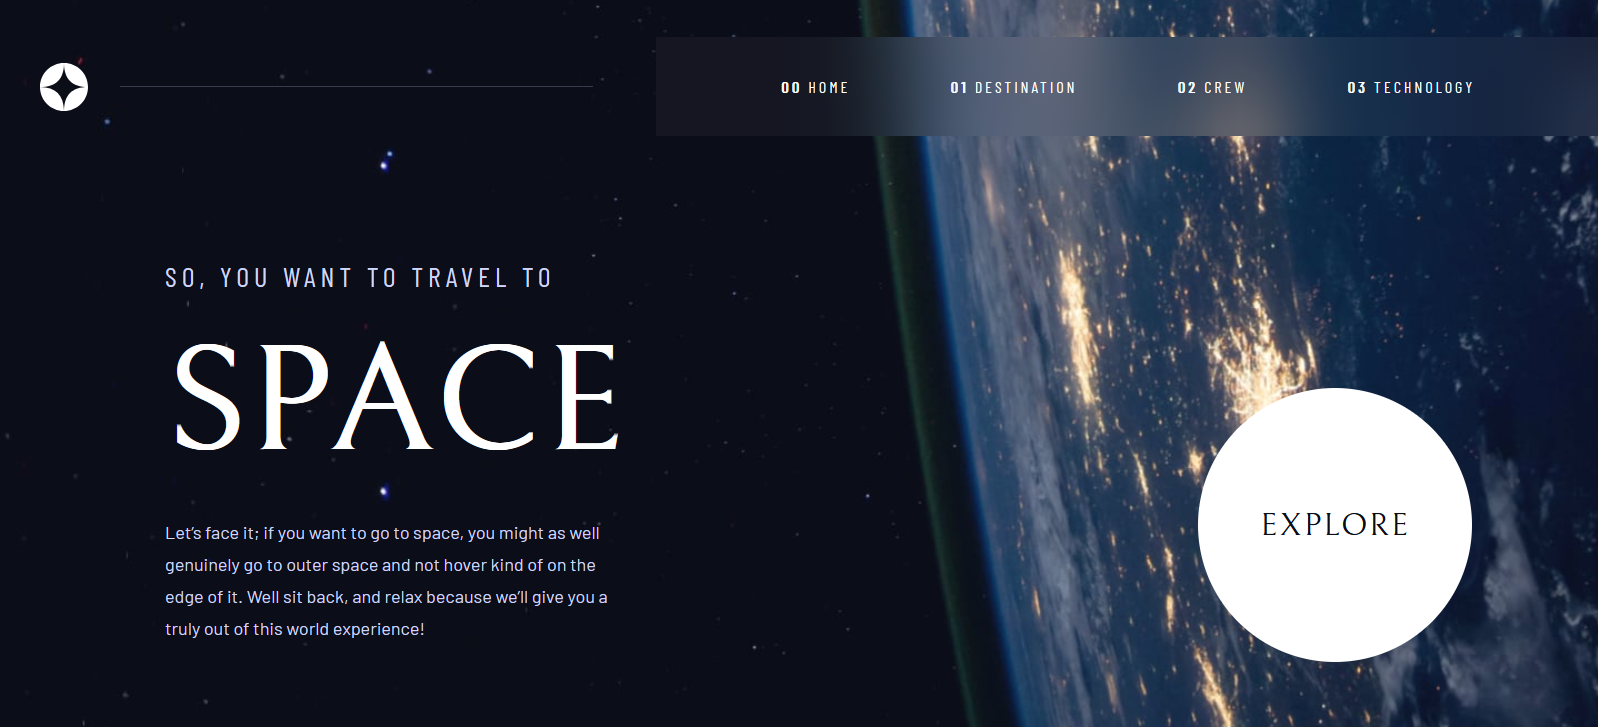 00 HOME 01 DESTINATION 02 CREW 03 TECHNOLOGY
SO, YOU WANT TO TRAVEL TO
SPACE
Let’s face it; if you want to go to space, you might as well
genuinely go to outer space and not hover kind of on the
edge of it. Well sit back, and relax because we’ll give you a
truly out of this world experience!
EXPLORE